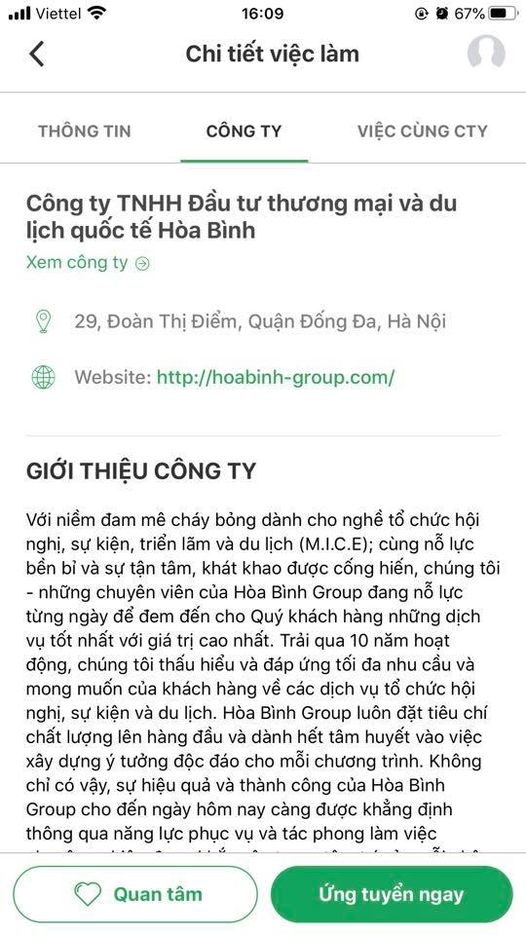 Viettel 16:09 67%
Chi tiết việc làm
THÔNG TIN CÔNG TY VIỆC CÙNG CTY
Công ty TNHH Đầu tư thương mại và du
lịch quốc tế Hòa Bình
Xem công ty
29, Đoàn Thị Điểm, Quận Đống Đa, Hà Nội
Website: http://hoabinh-group.com/
GIỚI THIỆU CÔNG TY
Với niềm đam mê cháy bỏng dành cho nghề tổ chức hội
nghị, sự kiện, triển lãm và du lịch (M.I.C.E); cùng nỗ lực
bền bỉ và sự tận tâm, khát khao được cống hiến, chúng tôi
- những chuyên viên của Hòa Bình Group đang nỗ lực
từng ngày để đem đến cho Quý khách hàng những dịch
vụ tốt nhất với giá trị cao nhất. Trải qua 10 năm hoạt
động, chúng tôi thấu hiểu và đáp ứng tối đa nhu cầu và
mong muốn của khách hàng về các dịch vụ tổ chức hội
nghị, sự kiện và du lịch. Hòa Bình Group luôn đặt tiêu chí
chất lượng lên hàng đầu và dành hết tâm huyết vào việc
xây dựng ý tưởng độc đáo cho mỗi chương trình. Không
chỉ có vậy, sự hiệu quả và thành công của Hòa Bình
Group cho đến ngày hôm nay càng được khẳng định
thông qua năng lực phục vụ và tác phong làm việc
Quan tâm Ứng tuyển ngay